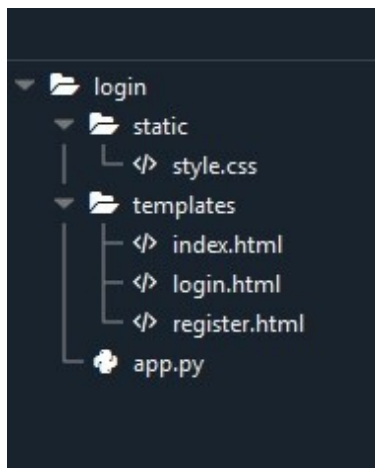 login
static
style.css
templates
index.html
login.html
register.html
app.py